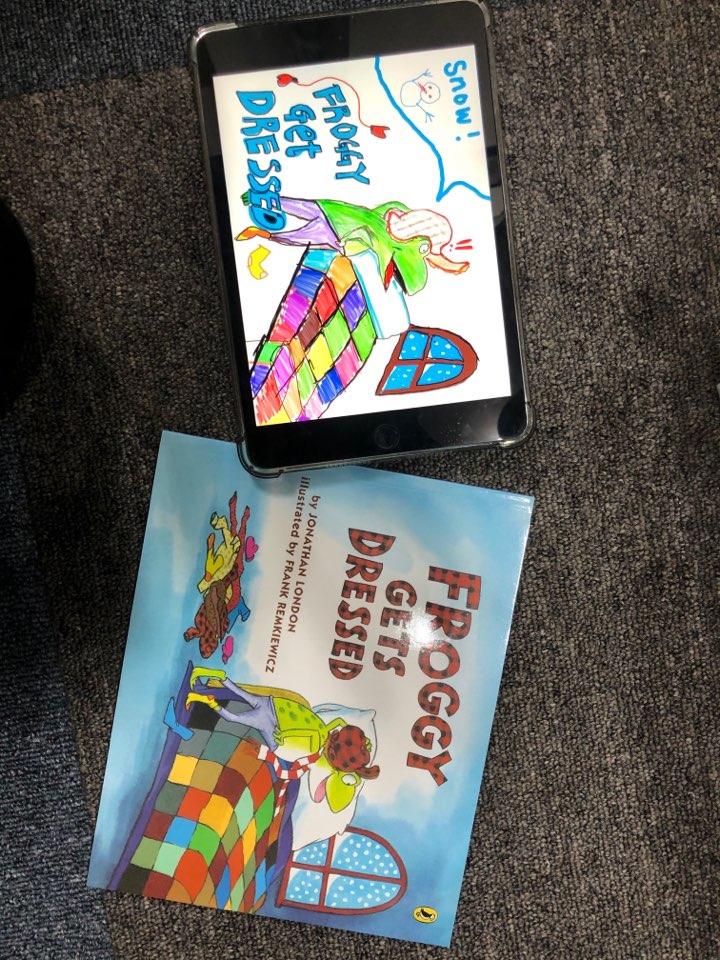 Snow!
FROGGY
Get
DRESSED
FROGGY
GETS
DRESSED
by JONATHAN LONDON
illustrated by FRANK REMKIEWICZ